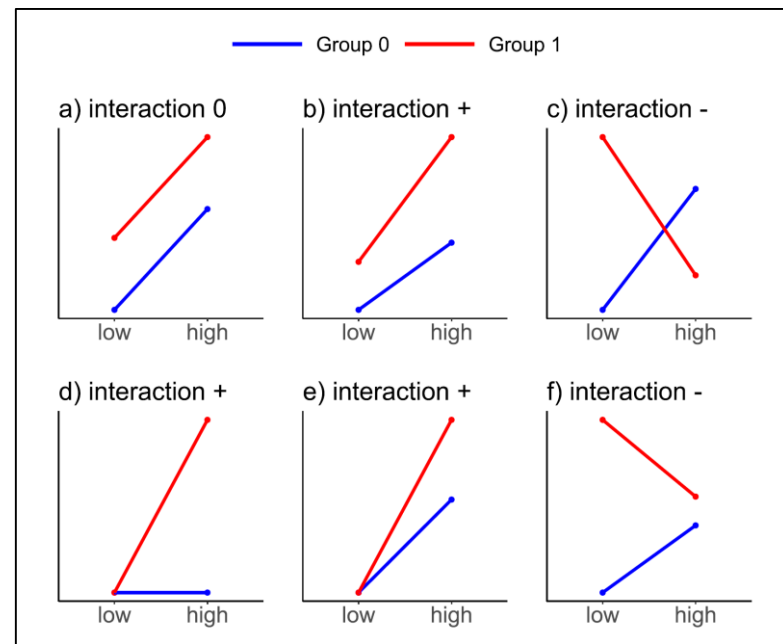 Group 0 Group 1
a) interaction 0 b) interaction + c) interaction -
low high low high low high
d) interaction + e) interaction + f) interaction -
low high low high low high